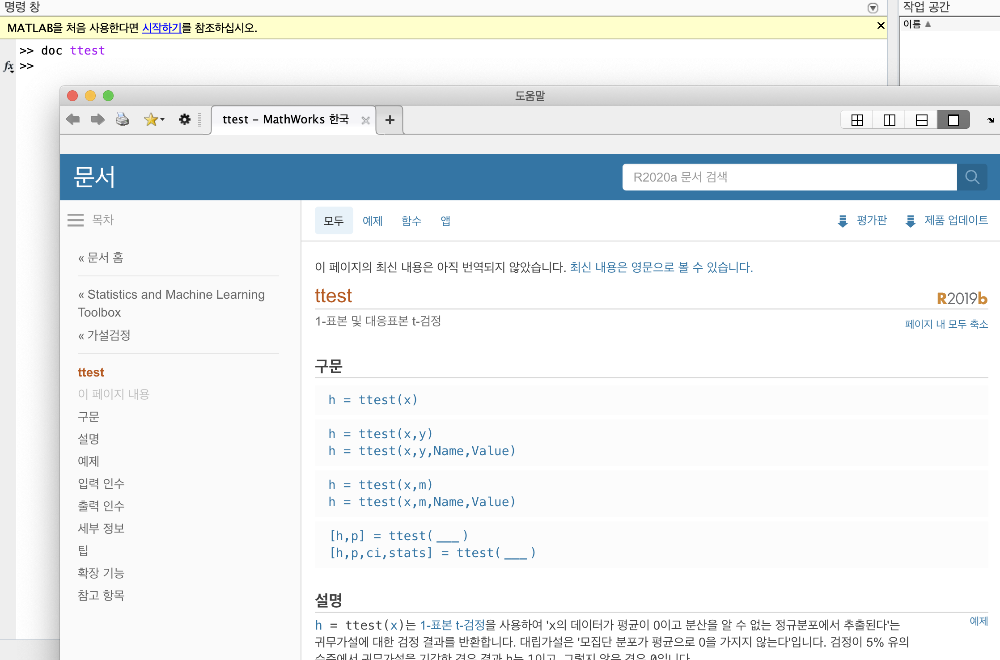 명령 창
작업 공간
MATLAB을 처음 사용한다면 시작하기를 참조하십시오.
이름
>> doc ttest
fx >>
도움말
ttest - MathWorks 한국
문서
R2020a 문서 검색
목차
모두 예제 함수 앱
평가판 제품 업데이트
« 문서 홈
« Statistics and Machine Learning
Toolbox
« 가설검정
ttest
이 페이지 내용
구문
설명
예제
입력 인수
출력 인수
세부 정보
팁
확장 기능
참고 항목
이 페이지의 최신 내용은 아직 번역되지 않았습니다. 최신 내용은 영문으로 볼 수 있습니다.
ttest
R2019b
1-표본 및 대응표본 t-검정
페이지 내 모두 축소
구문
h = ttest(x)
h = ttest(x,y)
h = ttest(x,y,Name,Value)
h = ttest(x,m)
h = ttest(x,m,Name,Value)
[h,p] = ttest(___)
[h,p,ci,stats] = ttest(___)
설명
h = ttest(x)는 1-표본 t-검정을 사용하여 'x의 데이터가 평균이 0이고 분산을 알 수 없는 정규분포에서 추출된다'는
예제
귀무가설에 대한 검정 결과를 반환합니다. 대립가설은 '모집단 분포가 평균으로 0을 가지지 않는다'입니다. 검정이 5% 유의
수준에서 귀무가설을 기각한 경우 결과 h는 1이고, 그렇지 않은 경우 0입니다.